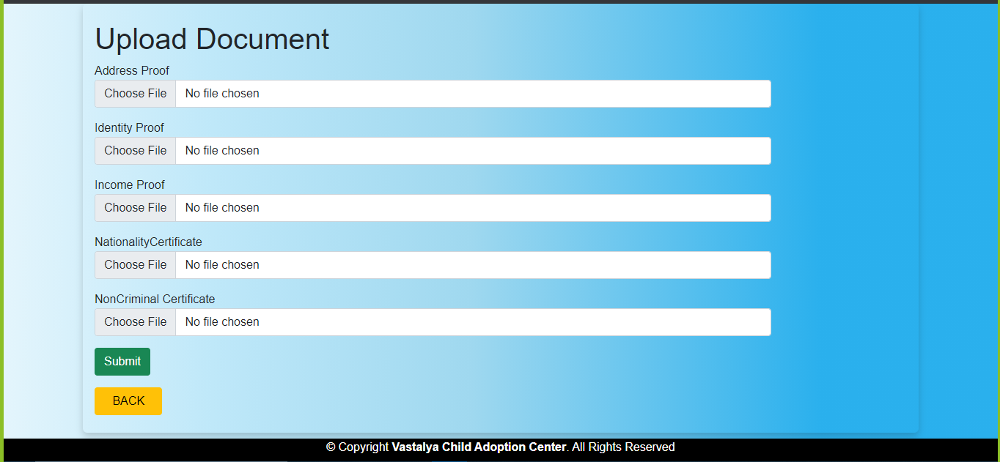 Upload Document
Address Proof
Choose File No file chosen
Identity Proof
Choose File No file chosen
Income Proof
Choose File No file chosen
NationalityCertificate
Choose File No file chosen
NonCriminal Certificate
Choose File No file chosen
Submit
BACK
© Copyright Vastalya Child Adoption Center. All Rights Reserved